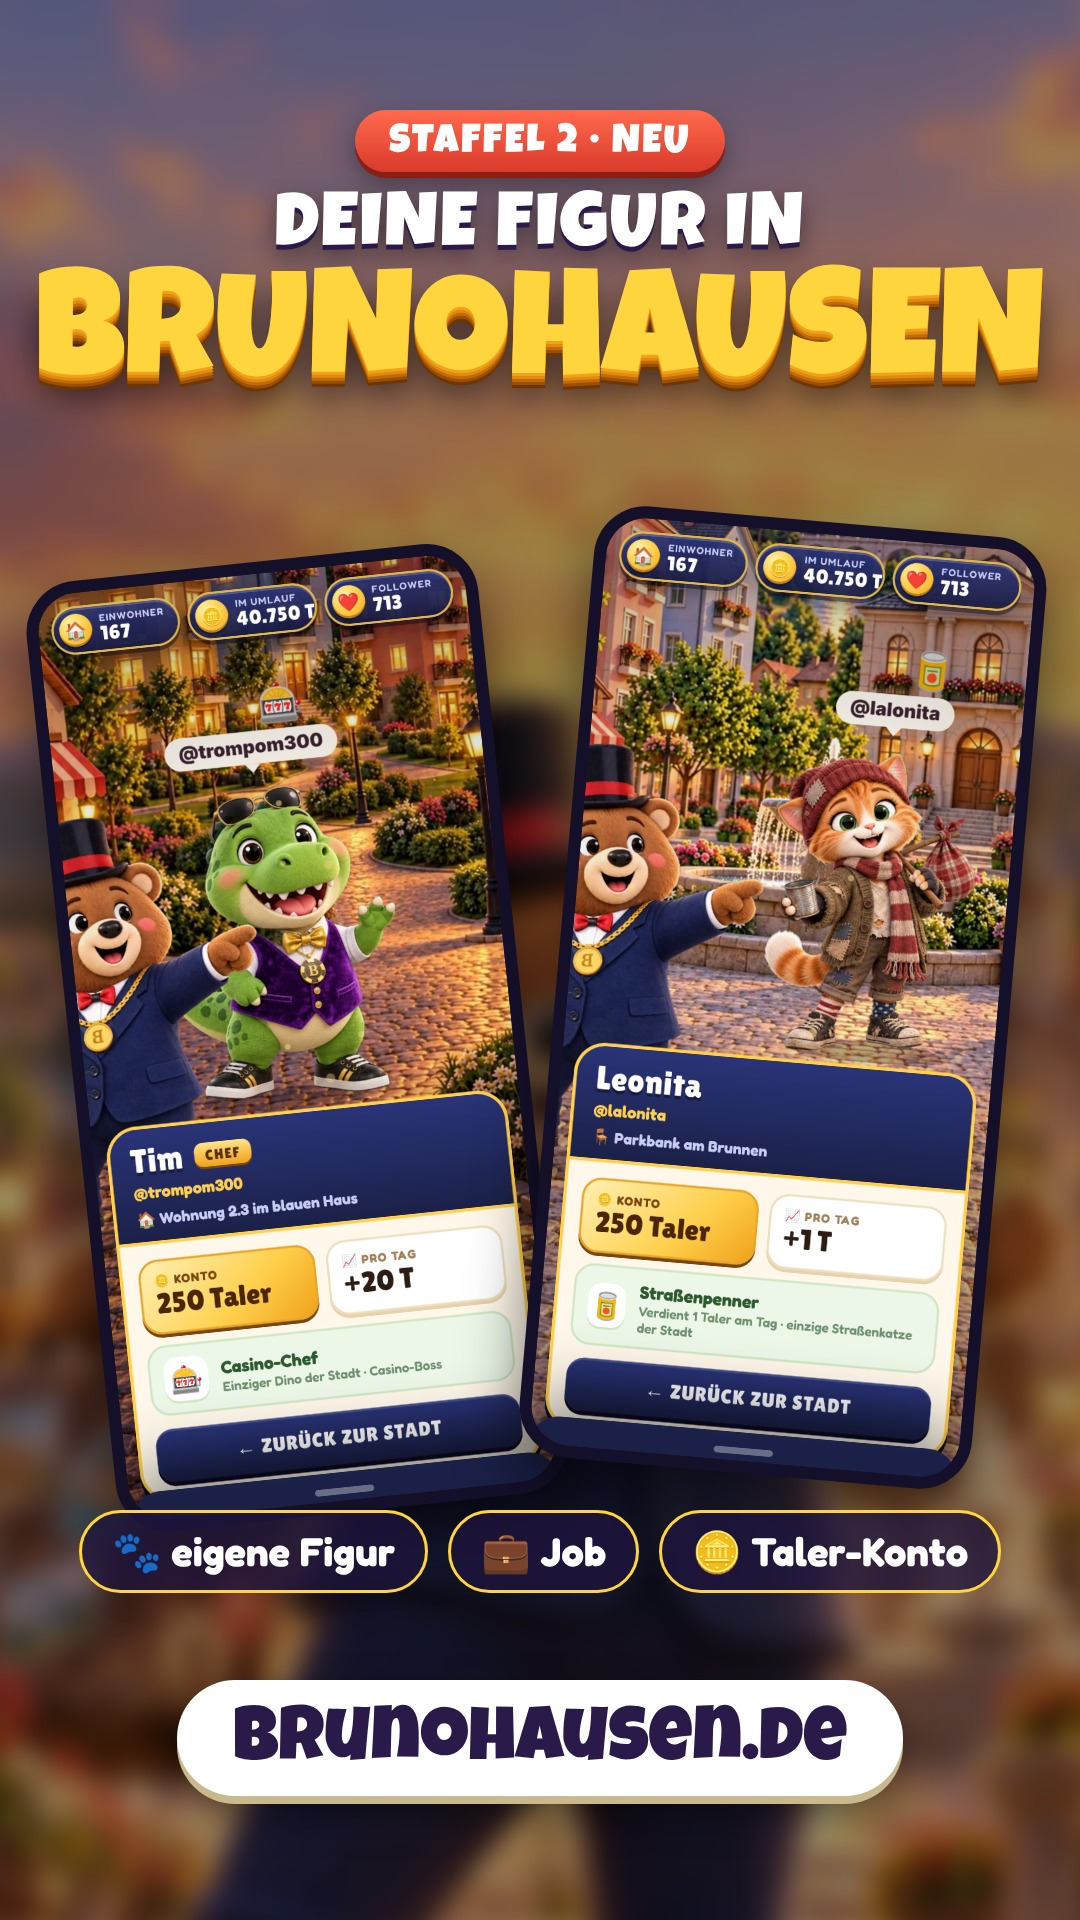 STAFFEL 2 · NEU
DEINE FIGUR IN
BRUNOHAUSEN
EINWOHNER
167
IM UMLAUF
40.750 T
FOLLOWER
713
777
@trompom300
B
B
Tim CHEF
@trompom300
Wohnung 2.3 im blauen Haus
KONTO
250 Taler
PRO TAG
+20 T
777
Casino-Chef
Einziger Dino der Stadt · Casino-Boss
← ZURÜCK ZUR STADT
EINWOHNER
167
IM UMLAUF
40.750 T
FOLLOWER
713
@lalonita
B
Leonita
@lalonita
Parkbank am Brunnen
KONTO
250 Taler
PRO TAG
+1 T
Straßenpenner
Verdient 1 Taler am Tag · einzige Straßenkatze
der Stadt
← ZURÜCK ZUR STADT
eigene Figur
Job
Taler-Konto
BRUNOHAUSEN.DE